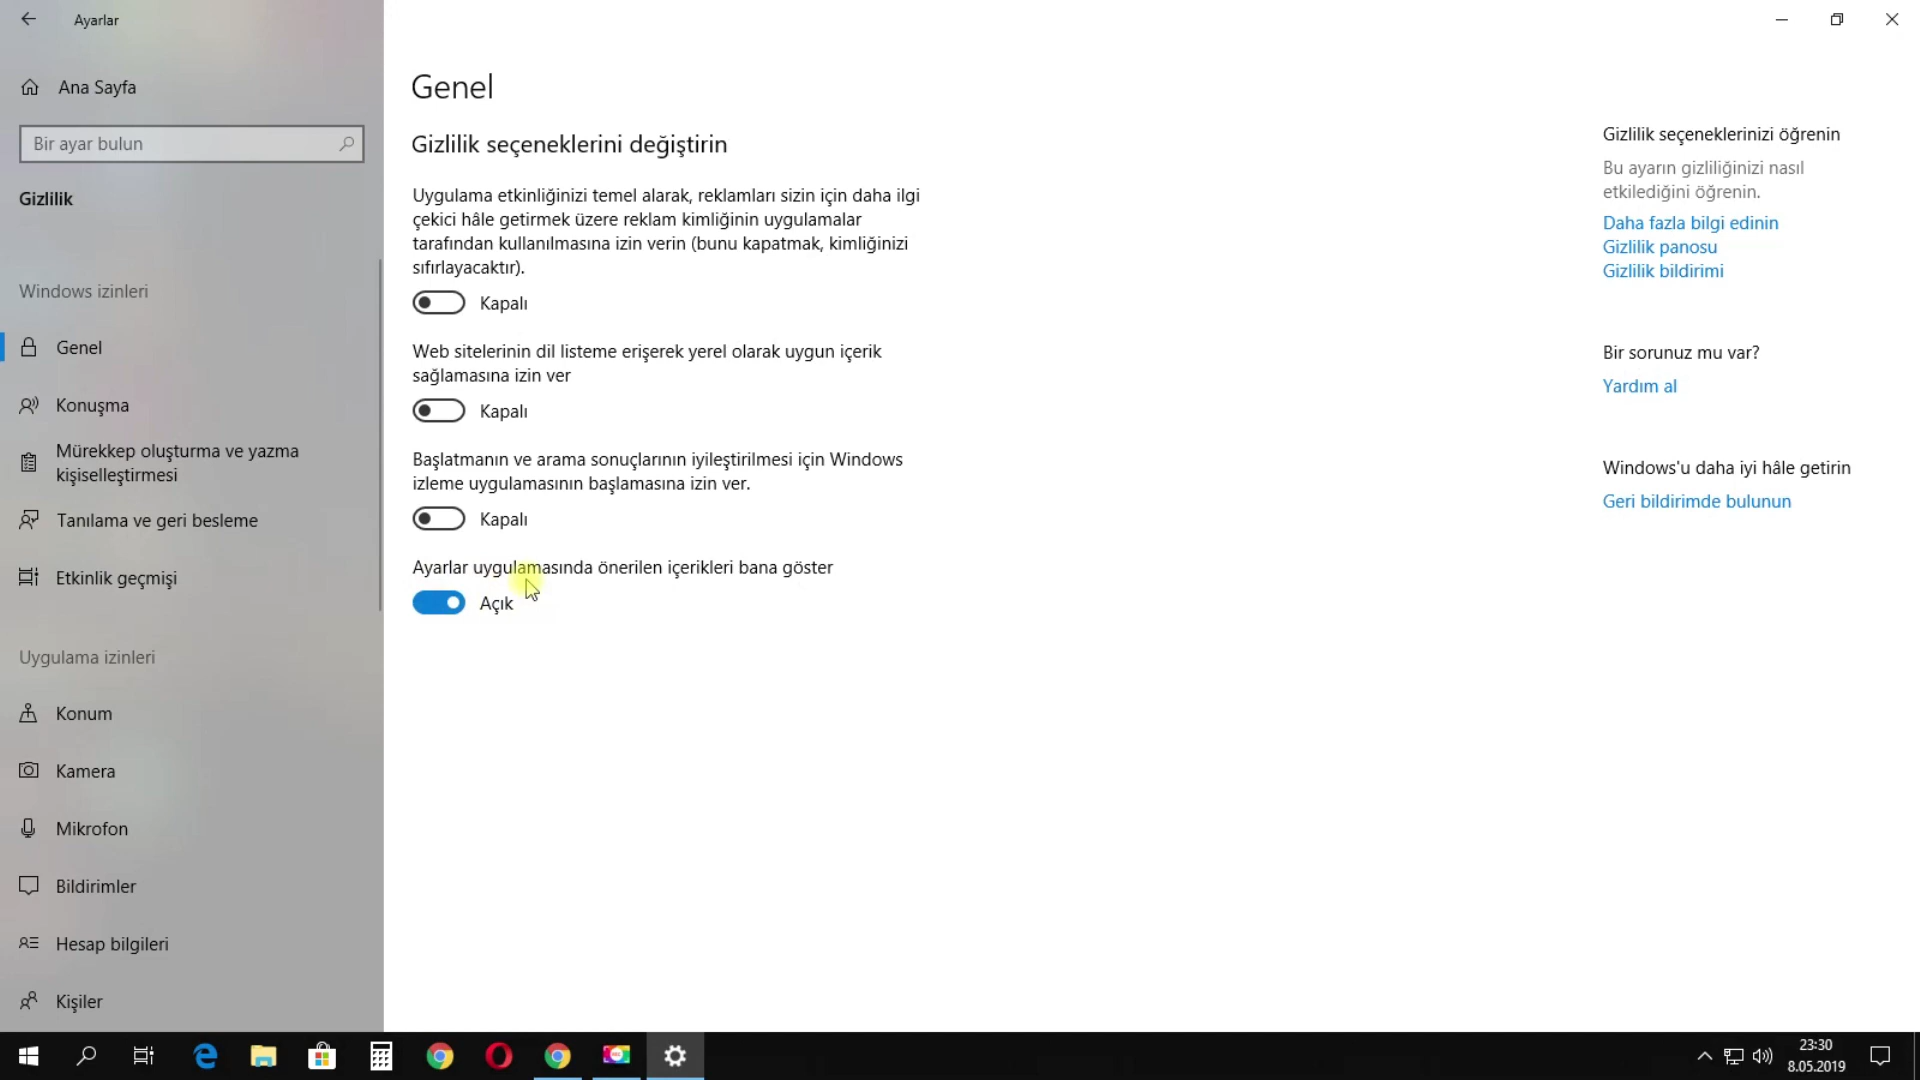 Ayarlar
Ana Sayfa
Bir ayar bulun
Gizlilik
Windows izinleri
Genel
Konuşma
Mürekkep oluşturma ve yazma
kişiselleştirmesi
Tanılama ve geri besleme
Etkinlik geçmişi
Uygulama izinleri
Konum
Kamera
Mikrofon
Bildirimler
Hesap bilgileri
Kişiler
Genel
Gizlilik seçeneklerini değiştirin
Uygulama etkinliğinizi temel alarak, reklamları sizin için daha ilgi
çekici hâle getirmek üzere reklam kimliğinin uygulamalar
tarafından kullanılmasına izin verin (bunu kapatmak, kimliğinizi
sıfırlayacaktır).
Kapalı
Web sitelerinin dil listeme erişerek yerel olarak uygun içerik
sağlamasına izin ver
Kapalı
Başlatmanın ve arama sonuçlarının iyileştirilmesi için Windows
izleme uygulamasının başlamasına izin ver.
Kapalı
Ayarlar uygulamasında önerilen içerikleri bana göster
Açık
Gizlilik seçeneklerinizi öğrenin
Bu ayarın gizliliğinizi nasıl
etkilediğini öğrenin.
Daha fazla bilgi edinin
Gizlilik panosu
Gizlilik bildirimi
Bir sorunuz mu var?
Yardım al
Windows'u daha iyi hâle getirin
Geri bildirimde bulunun
23:30
8.05.2019